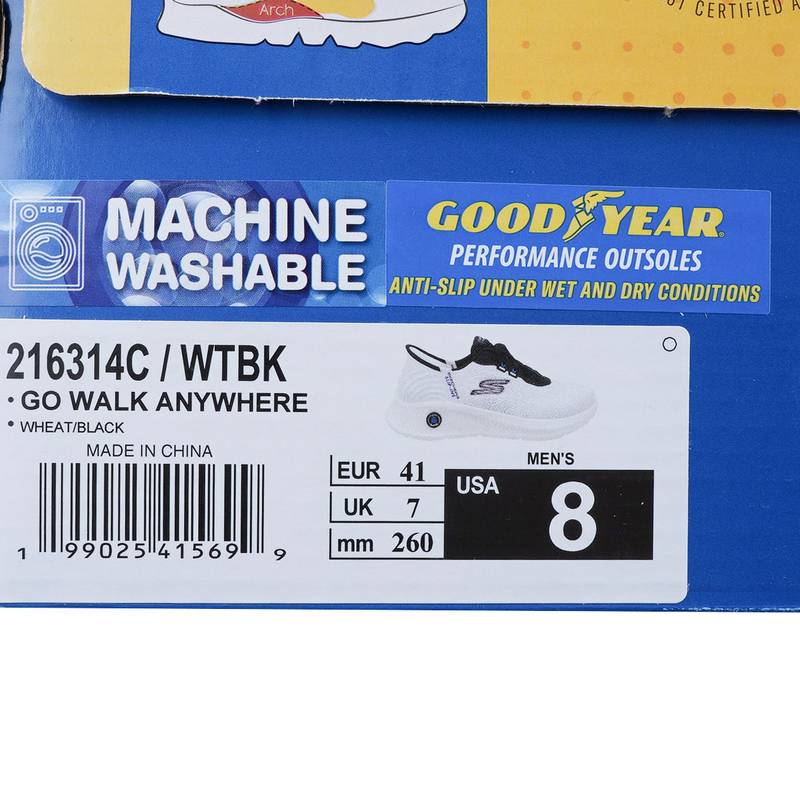 Arch
CERTIFIED
MACHINE
WASHABLE
GOODYEAR
PERFORMANCE OUTSOLES
ANTI-SLIP UNDER WET AND DRY CONDITIONS
216314C / WTBK
• GO WALK ANYWHERE
• WHEAT/BLACK
MADE IN CHINA
1 99025 41569 9
EUR 41
UK 7
mm 260
MEN'S
USA 8